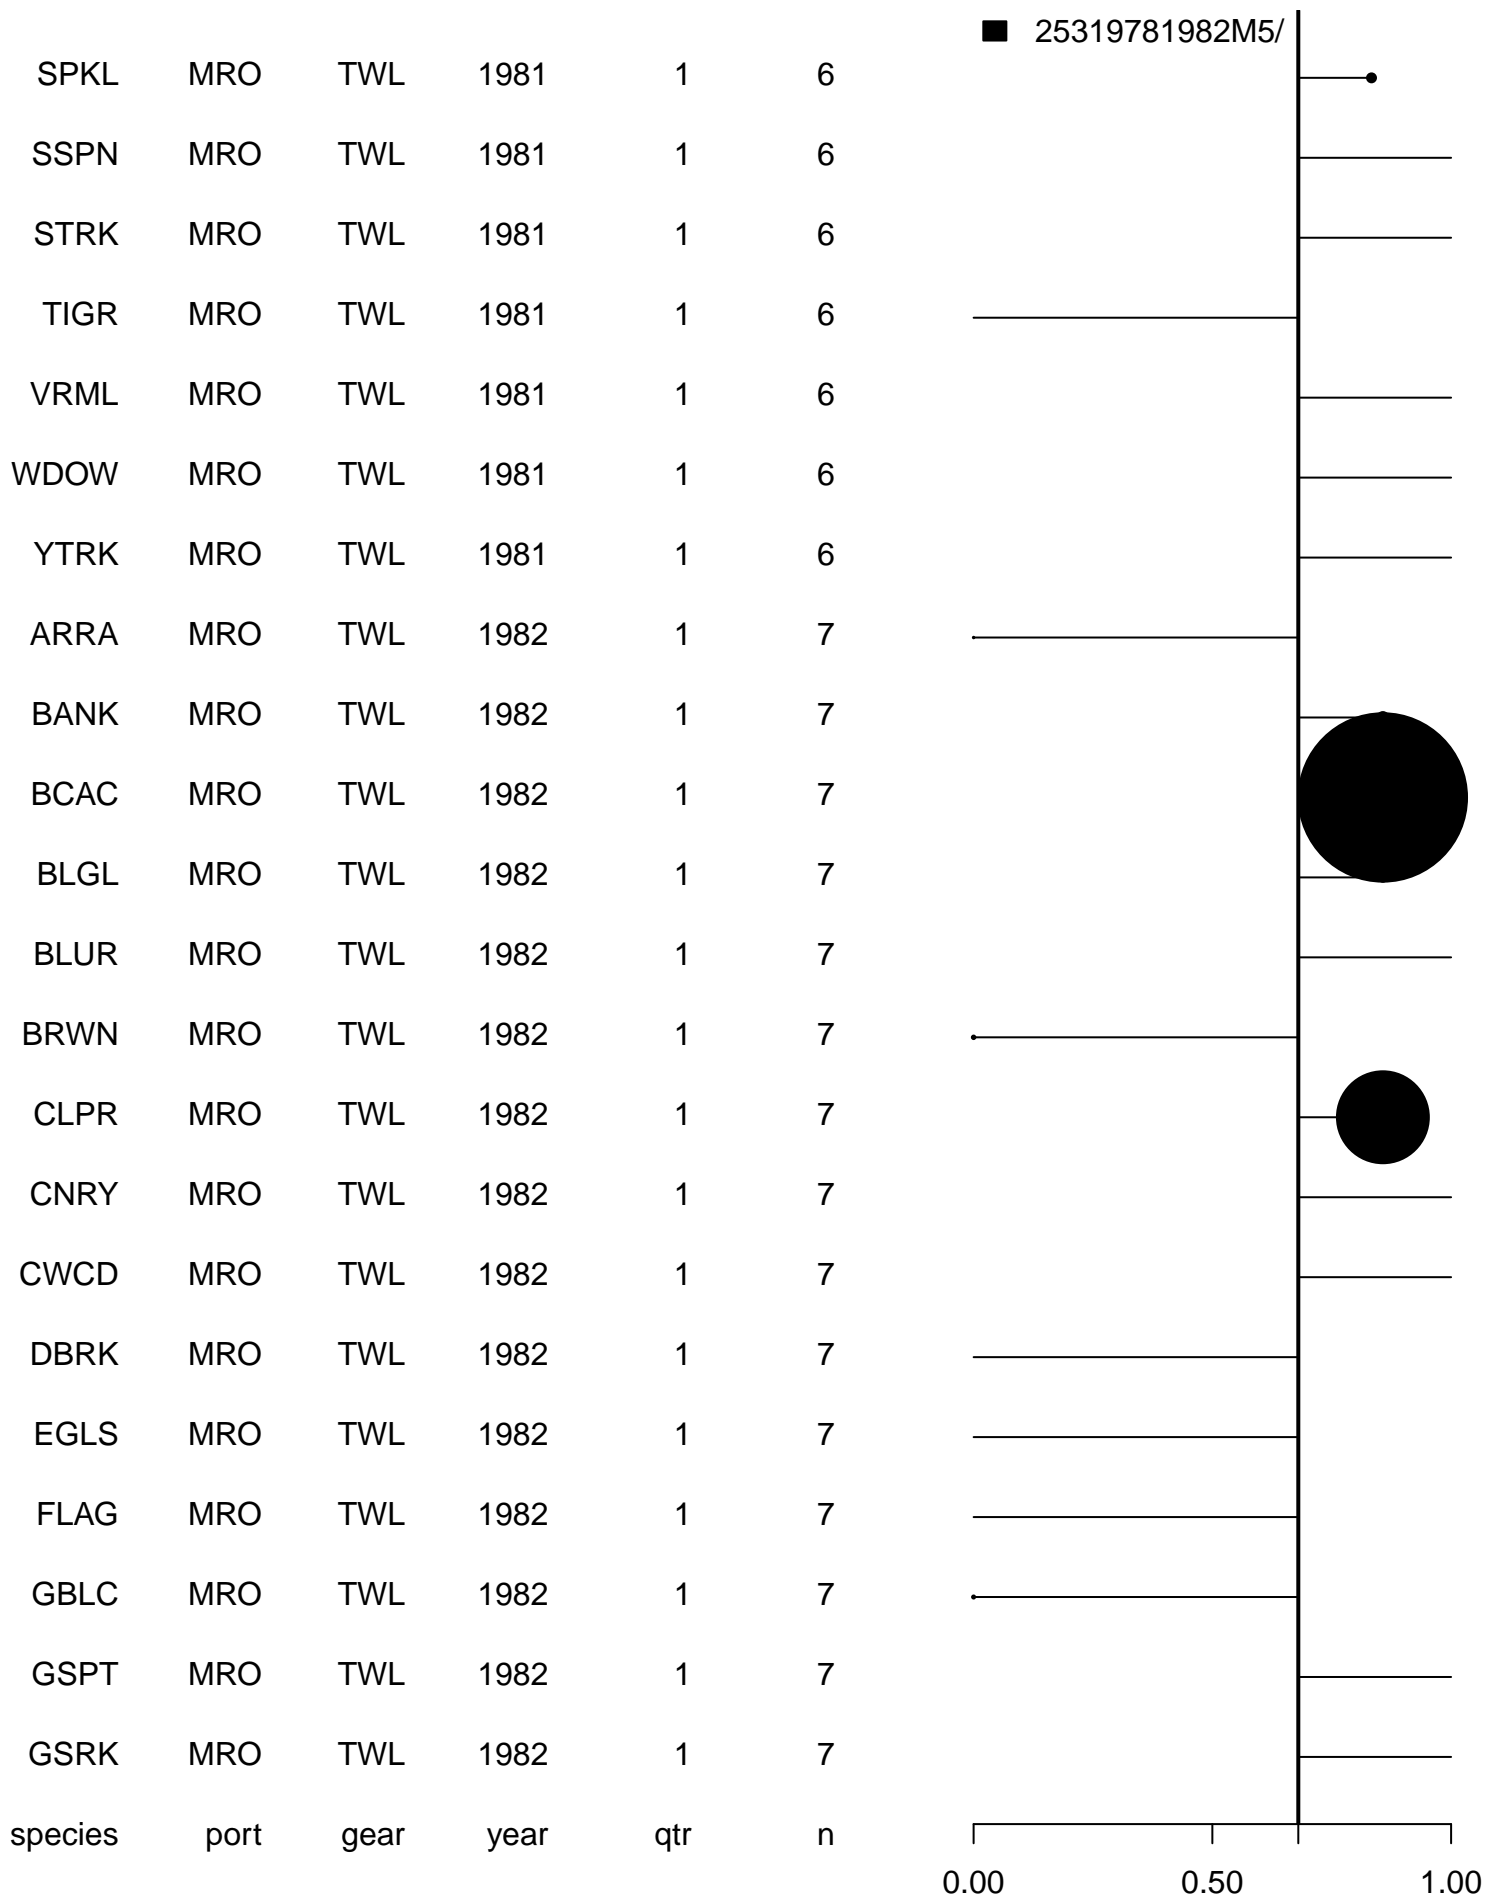 25319781982M5/
SPKL MRO TWL 1981 1 6
SSPN MRO TWL 1981 1 6
STRK MRO TWL 1981 1 6
TIGR MRO TWL 1981 1 6
VRML MRO TWL 1981 1 6
WDOW MRO TWL 1981 1 6
YTRK MRO TWL 1981 1 6
ARRA MRO TWL 1982 1 7
BANK MRO TWL 1982 1 7
BCAC MRO TWL 1982 1 7
BLGL MRO TWL 1982 1 7
BLUR MRO TWL 1982 1 7
BRWN MRO TWL 1982 1 7
CLPR MRO TWL 1982 1 7
CNRY MRO TWL 1982 1 7
CWCD MRO TWL 1982 1 7
DBRK MRO TWL 1982 1 7
EGLS MRO TWL 1982 1 7
FLAG MRO TWL 1982 1 7
GBLC MRO TWL 1982 1 7
GSPT MRO TWL 1982 1 7
GSRK MRO TWL 1982 1 7
species port gear year qtr n
0.00 0.50 1.00